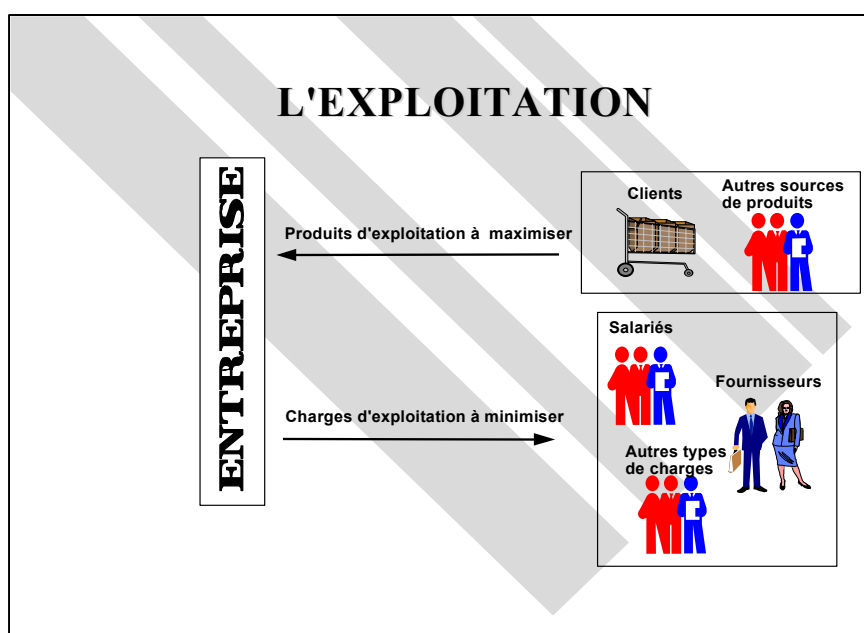 L'EXPLOITATION
ENTREPRISE
Produits d'exploitation à maximiser
Clients
Autres sources
de produits
Charges d'exploitation à minimiser
Salariés
Fournisseurs
Autres types
de charges